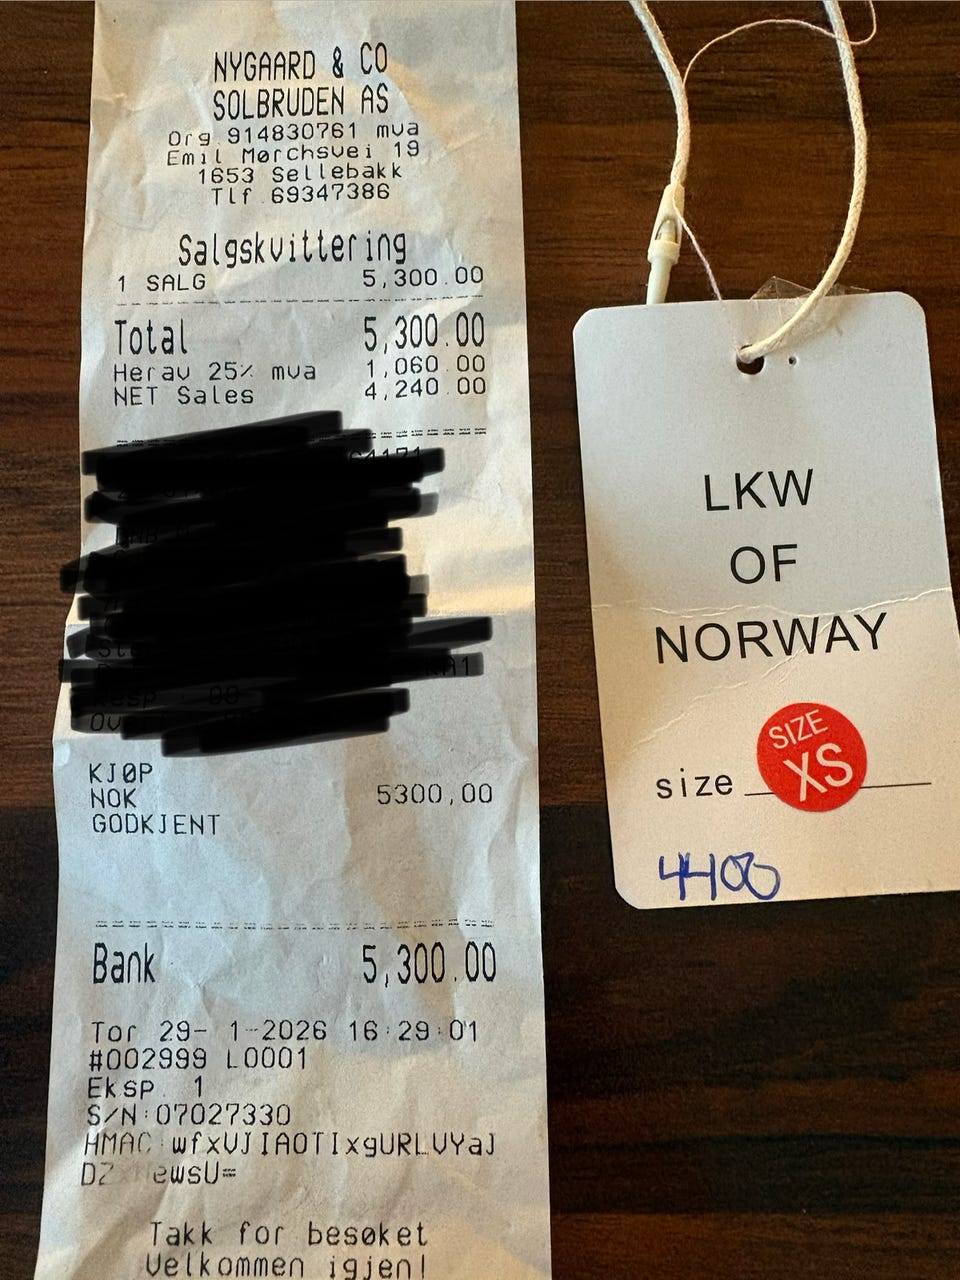 NYGAARD & CO
SOLBRUDEN AS
Org 914830761 mva
Emil Mørchsvei 19
1653 Sellebakk
Tlf 69347386
Salgskvittering
1 SALG 5,300.00
Total 5,300.00
Herav 25% mva 1,060.00
NET Sales 4,240.00
KJØP
NOK 5300,00
GODKJENT
Bank 5,300.00
Tor 29- 1-2026 16:29:01
#002999 L0001
Eksp. 1
S/N:07027330
HMAC: wfxVJIAOTIxgURLVYaJ
Takk for besøket
Velkommen igjen!
LKW
OF
NORWAY
SIZE
XS
size
4400